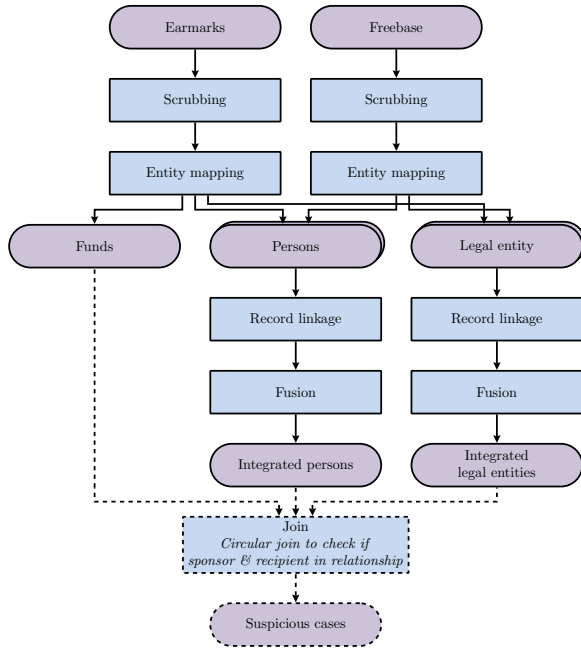 Earmarks
Freebase
Scrubbing
Scrubbing
Entity mapping
Entity mapping
Funds
Persons
Legal entity
Record linkage
Record linkage
Fusion
Fusion
Integrated persons
Integrated
legal entities
Join
Circular join to check if
sponsor & recipient in relationship
Suspicious cases